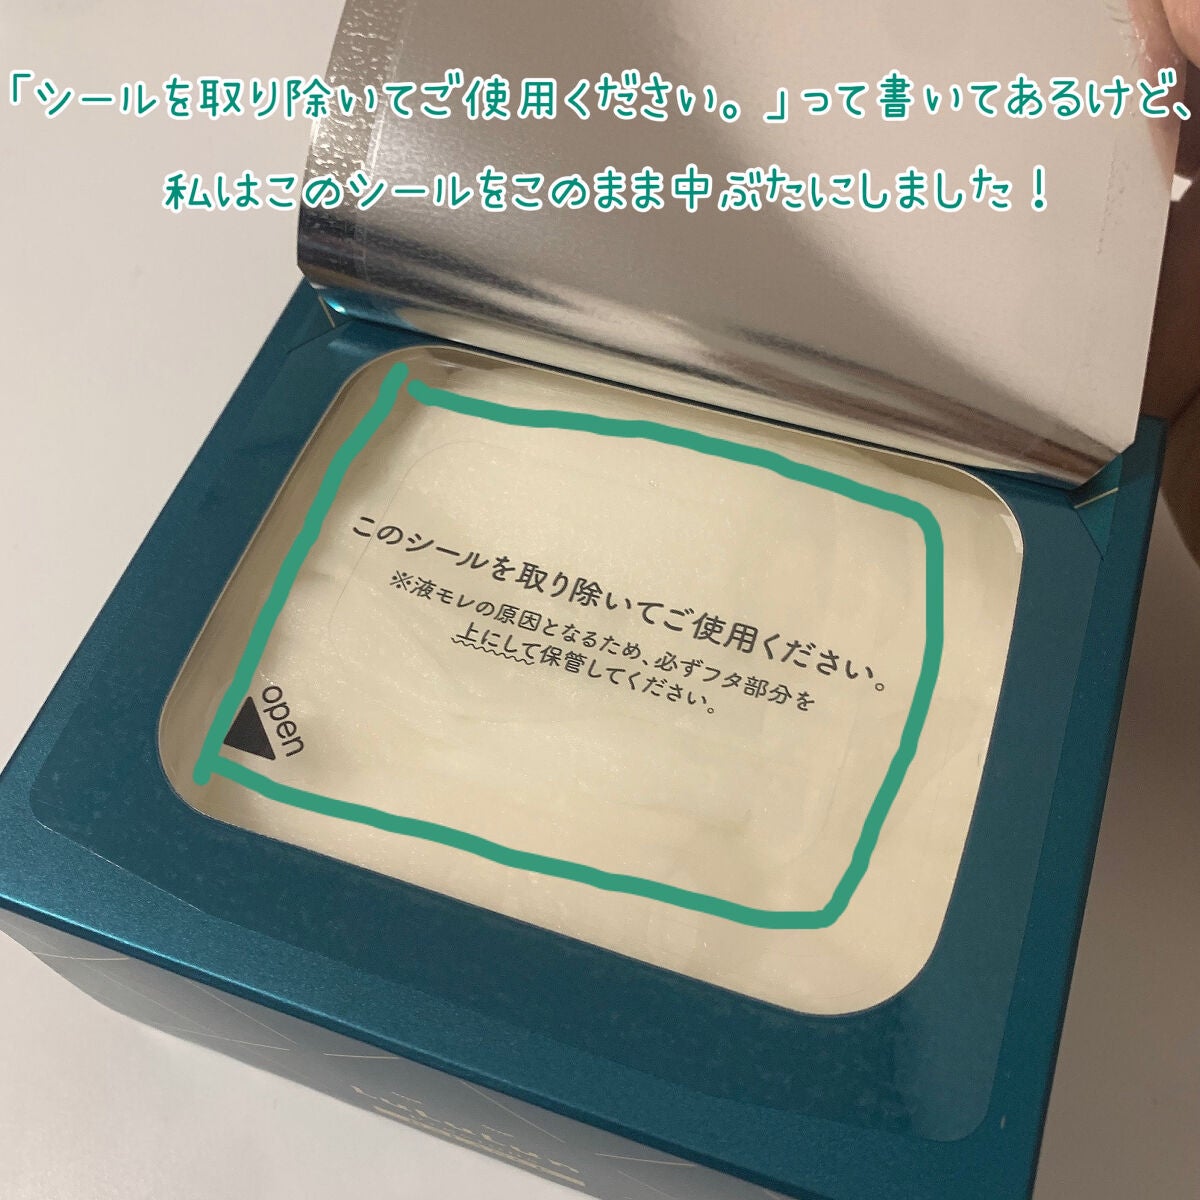 「シールを取り除いてご使用ください。」って書いてあるけど、
私はこのシールをこのまま中ぶたにしました！
このシールを取り除いてご使用ください。
※液モレの原因となるため、必ずフタ部分を
上にして保管してください。
open
LuLuLun